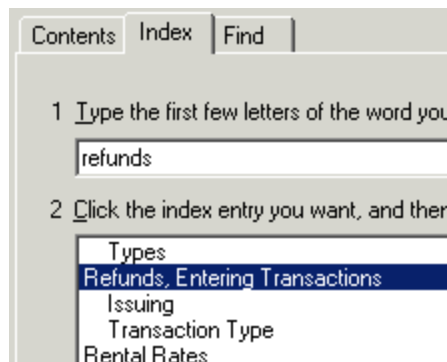 Contents Index Find
1 Type the first few letters of the word you
refunds
2 Click the index entry you want, and then
Types
Refunds, Entering Transactions
Issuing
Transaction Type
Rental Rates